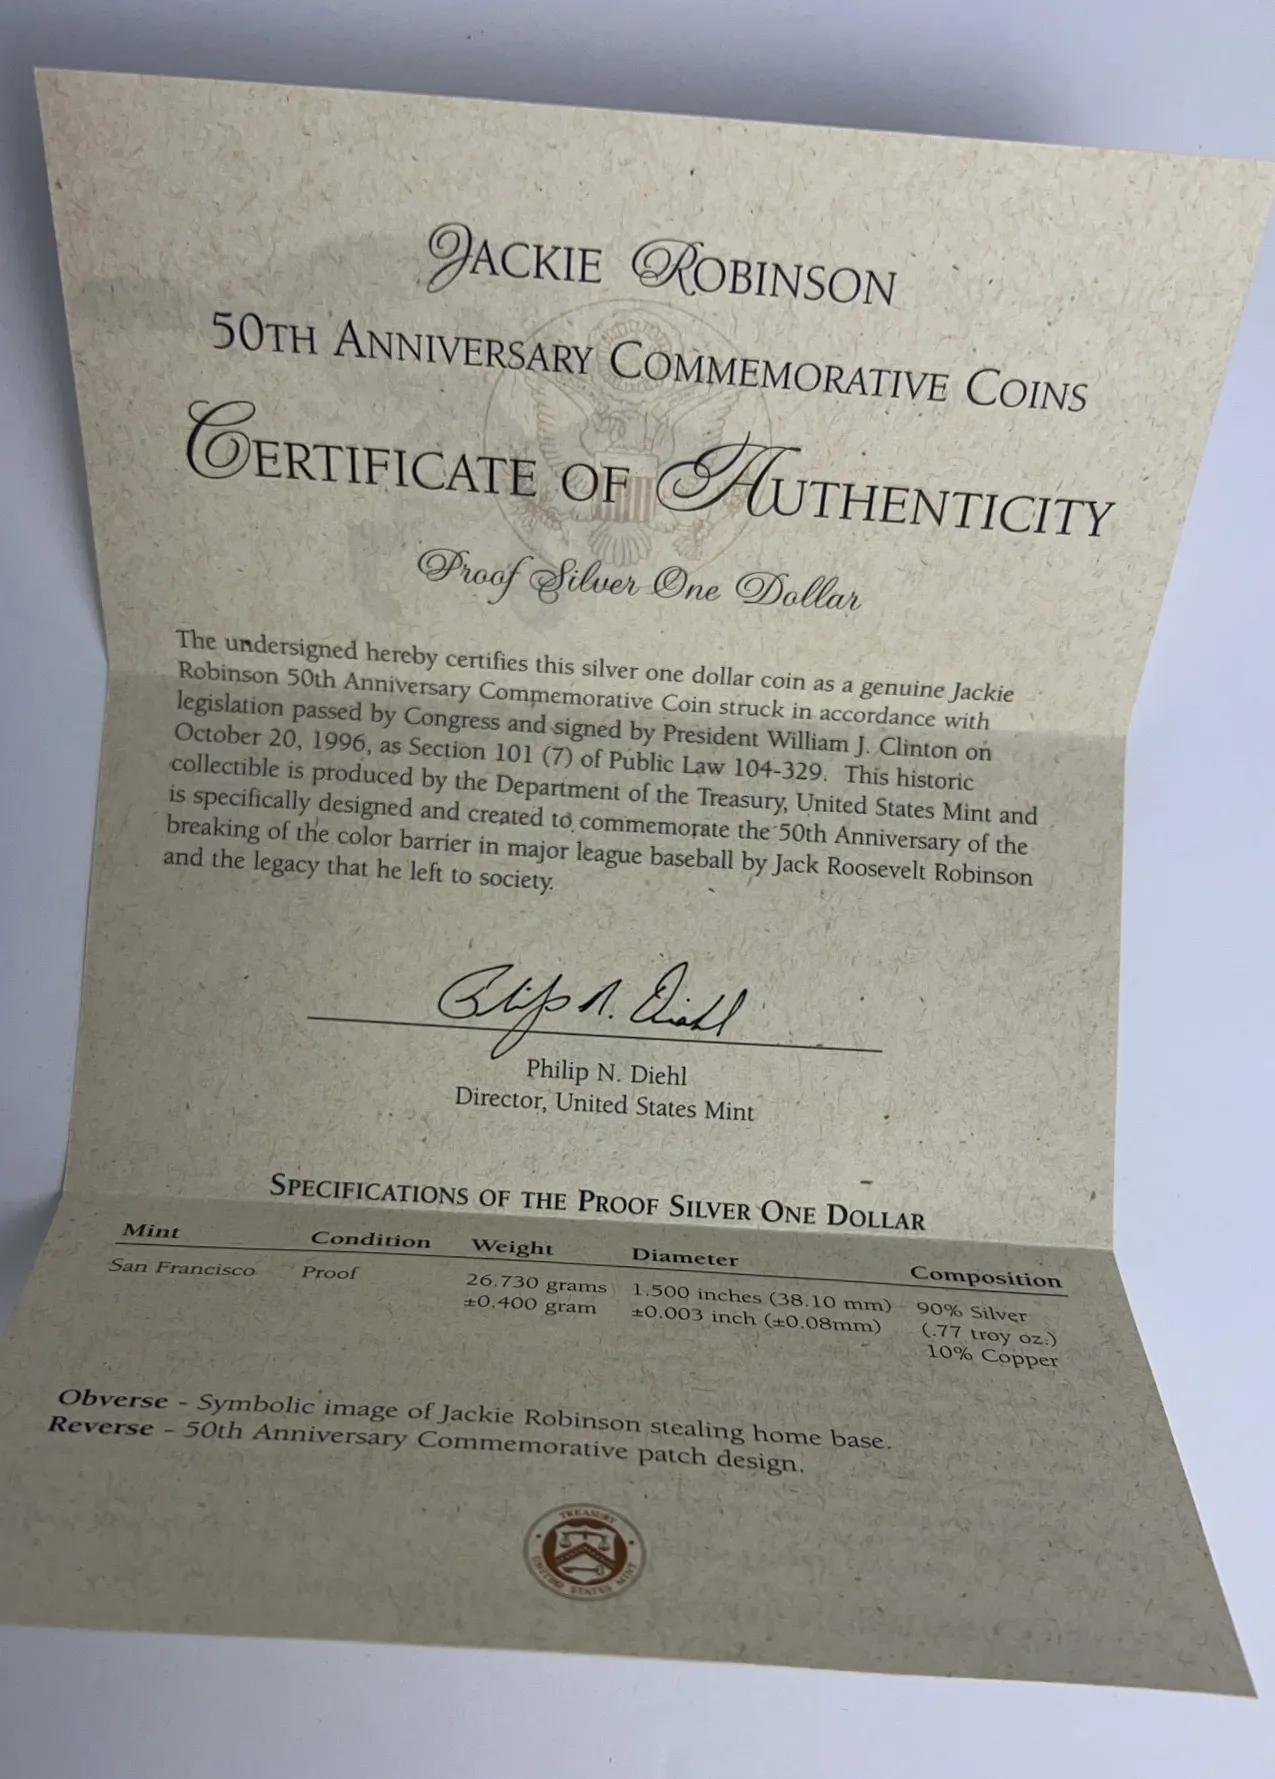 JACKIE ROBINSON
50TH ANNIVERSARY COMMEMORATIVE COINS
CERTIFICATE OF AUTHENTICITY
Proof Silver One Dollar
The undersigned hereby certifies this silver one dollar coin as a genuine Jackie
Robinson 50th Anniversary Commemorative Coin struck in accordance with
legislation passed by Congress and signed by President William J. Clinton on
October 20, 1996, as Section 101 (7) of Public Law 104-329. This historic
collectible is produced by the Department of the Treasury, United States Mint and
is specifically designed and created to commemorate the 50th Anniversary of the
breaking of the color barrier in major league baseball by Jack Roosevelt Robinson
and the legacy that he left to society.
Philip N. Diehl
Philip N. Diehl
Director, United States Mint
SPECIFICATIONS OF THE PROOF SILVER ONE DOLLAR
Mint Condition Weight Diameter Composition
San Francisco Proof 26.730 grams 1.500 inches (38.10 mm) 90% Silver
±0.400 gram ±0.003 inch (±0.08mm) (.77 troy oz.)
10% Copper
Obverse - Symbolic image of Jackie Robinson stealing home base.
Reverse - 50th Anniversary Commemorative patch design.
TREASURY
UNITED STATES MINT